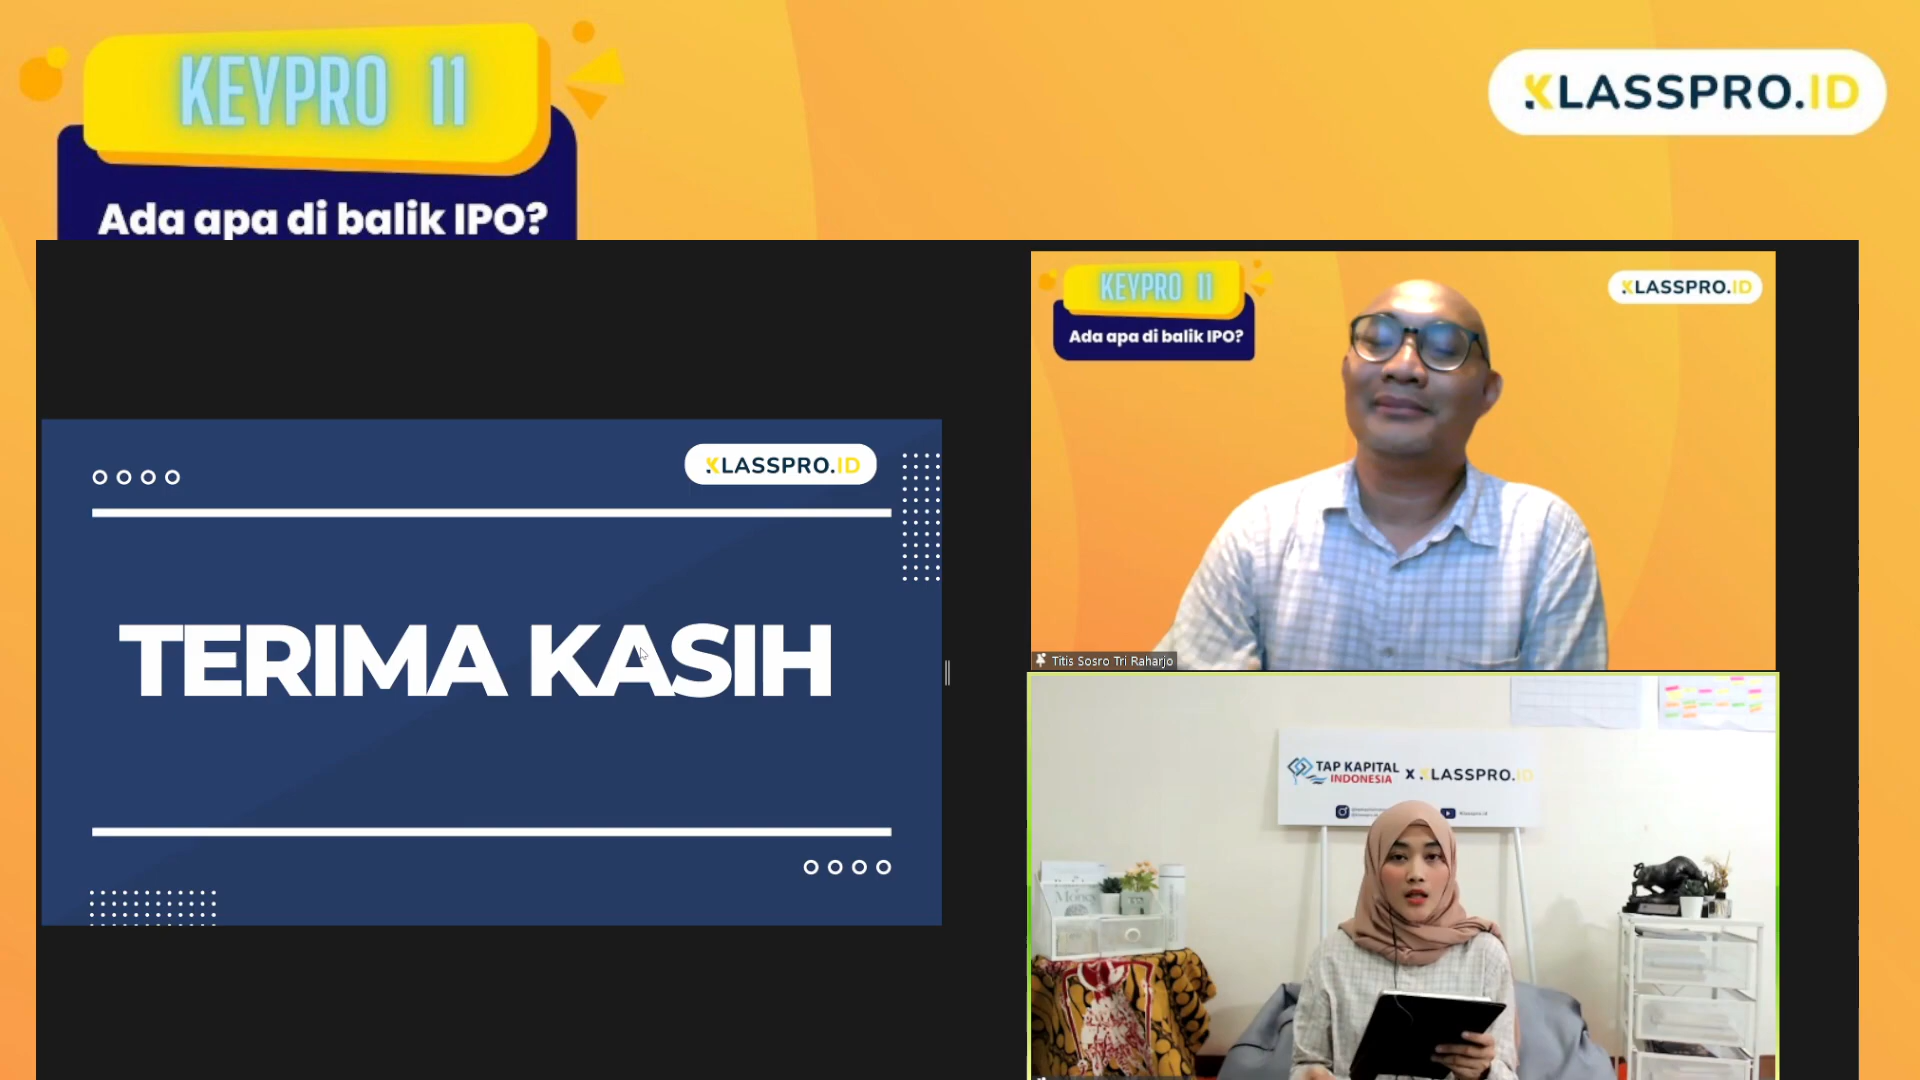 KEYPRO 11
KLASSPRO.ID
Ada apa di balik IPO?
KLASSPRO.ID
TERIMA KASIH
KEYPRO 11
KLASSPRO.ID
Ada apa di balik IPO?
Titis Sosro Tri Raharjo
TAP KAPITAL
INDONESIA
X KLASSPRO.ID
Money